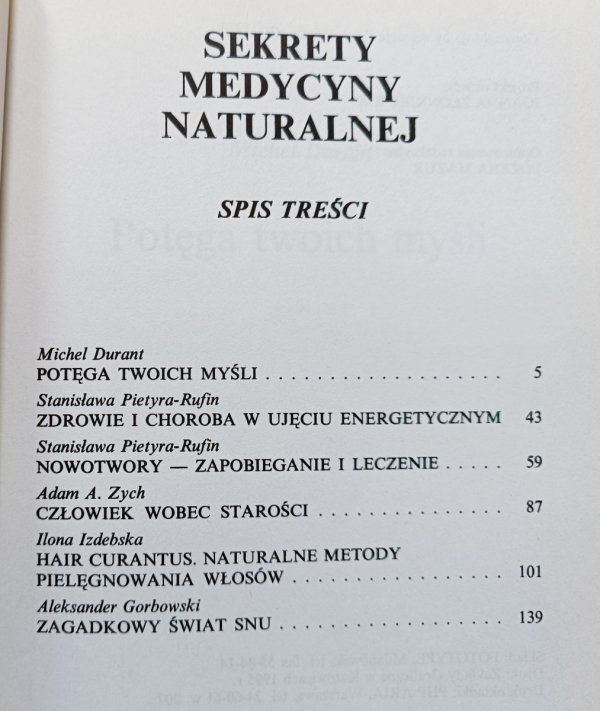 SEKRETY
MEDYCYNY
NATURALNEJ
SPIS TREŚCI
Michel Durant
POTĘGA TWOICH MYŚLI . . . . . . . . . . . . . . . . . . . . 5
Stanisława Pietyra-Rufin
ZDROWIE I CHOROBA W UJĘCIU ENERGETYCZNYM 43
Stanisława Pietyra-Rufin
NOWOTWORY — ZAPOBIEGANIE I LECZENIE . . . . . 59
Adam A. Zych
CZŁOWIEK WOBEC STAROŚCI . . . . . . . . . . . . . . . . 87
Ilona Izdebska
HAIR CURANTUS. NATURALNE METODY
PIELĘGNOWANIA WŁOSÓW . . . . . . . . . . . . . . . . . . 101
Aleksander Gorbowski
ZAGADKOWY ŚWIAT SNU . . . . . . . . . . . . . . . . . . . 139